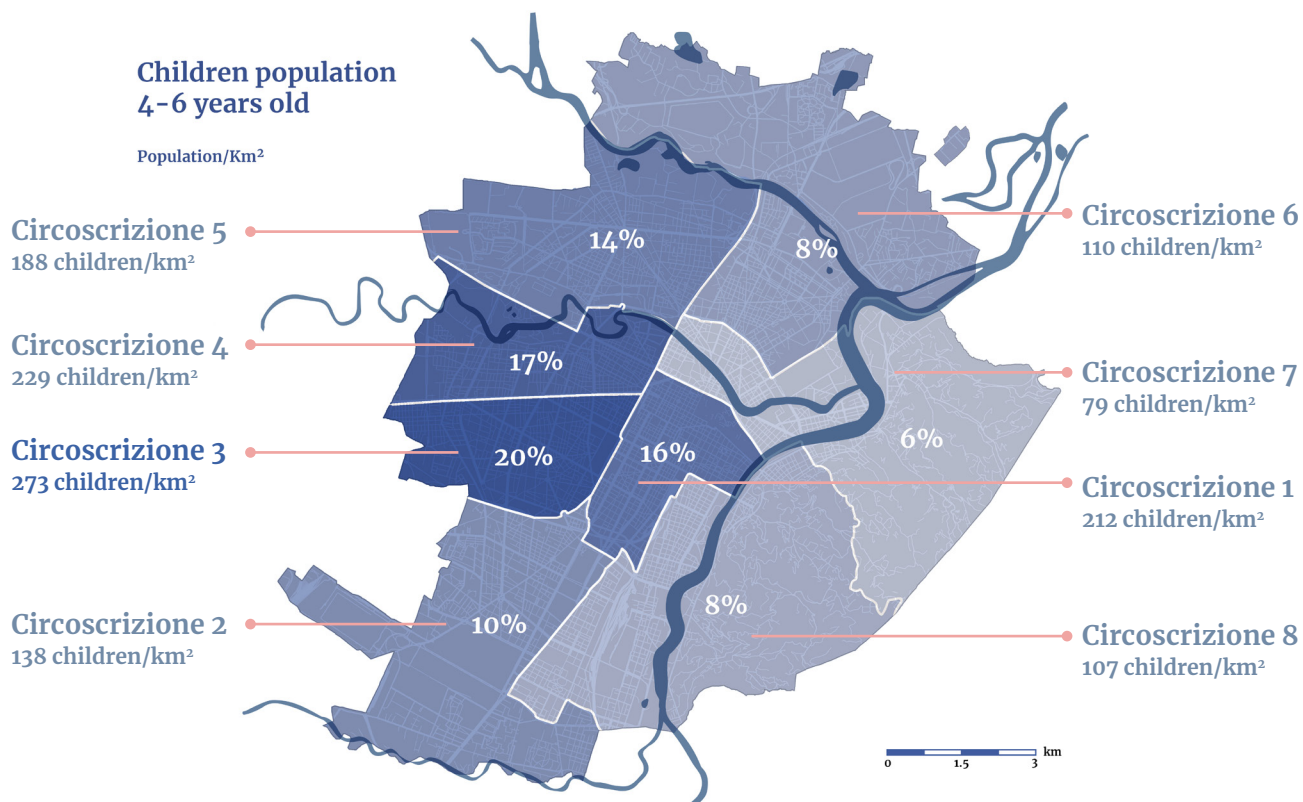 Children population
4-6 years old
Population/Km²
Circoscrizione 5
188 children/km²
Circoscrizione 4
229 children/km²
Circoscrizione 3
273 children/km²
Circoscrizione 2
138 children/km²
14%
8%
17%
20%
16%
6%
10%
8%
Circoscrizione 6
110 children/km²
Circoscrizione 7
79 children/km²
Circoscrizione 1
212 children/km²
Circoscrizione 8
107 children/km²
km
0 1.5 3